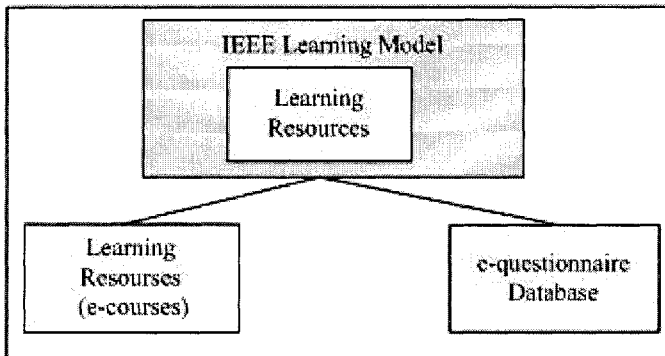 IEEE Learning Model
Learning
Resources
Learning
Resourses
(e-courses)
e-questionnaire
Database